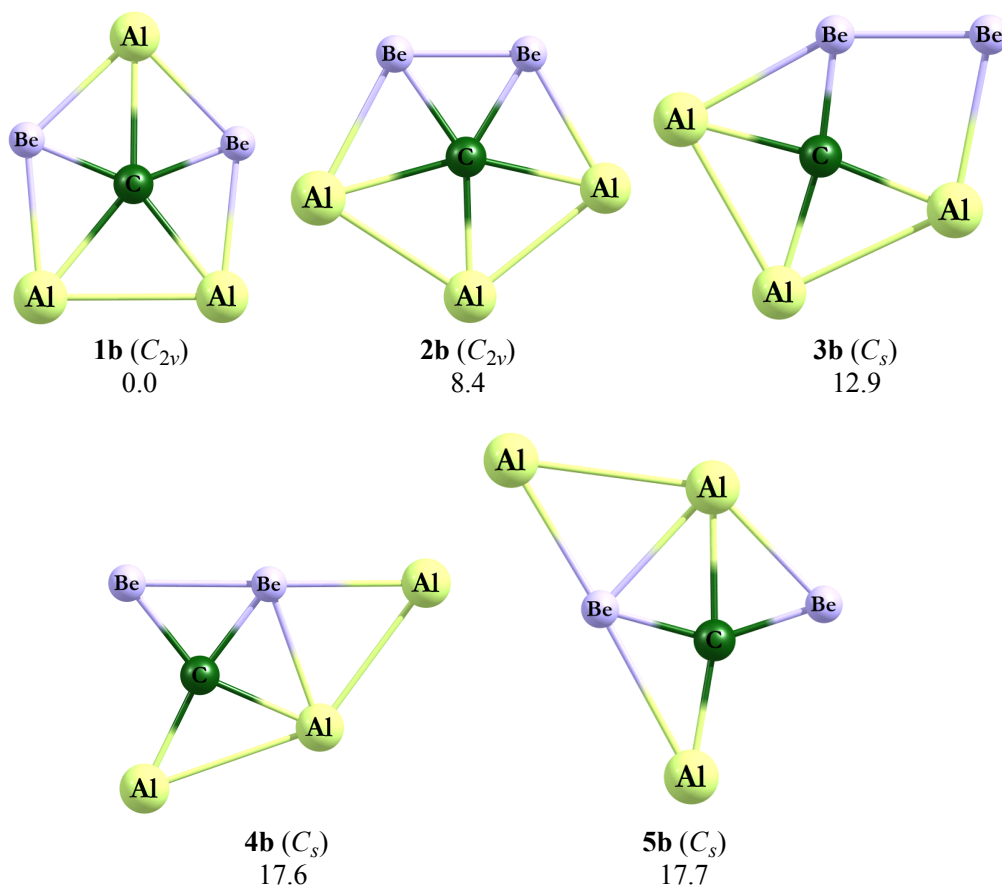 Al
Be Be
C
Al Al
1b (C2v)
0.0
Be Be
C
Al Al
Al
2b (C2v)
8.4
Be Be
Al
C
Al
Al
3b (Cs)
12.9
Be Be Al
C
Al
Al
4b (Cs)
17.6
Al
Al
Be Be
C
Al
5b (Cs)
17.7